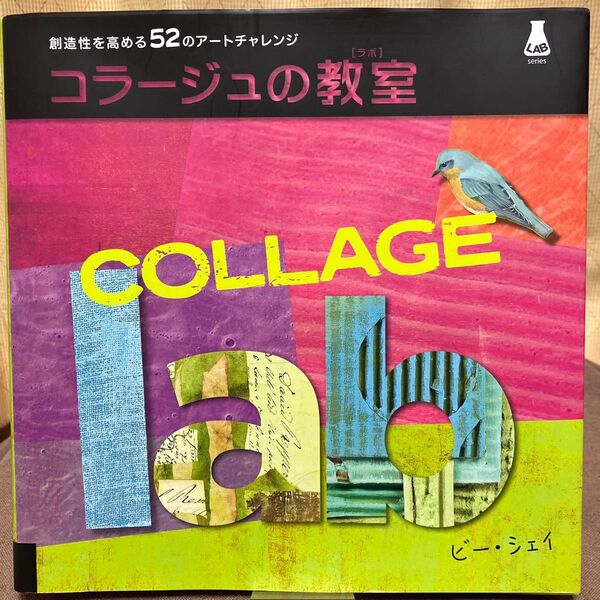 創造性を高める52のアートチャレンジ
[ラボ]
コラージュの教室
LAB
series
COLLAGE
lab
ビー・シェイ